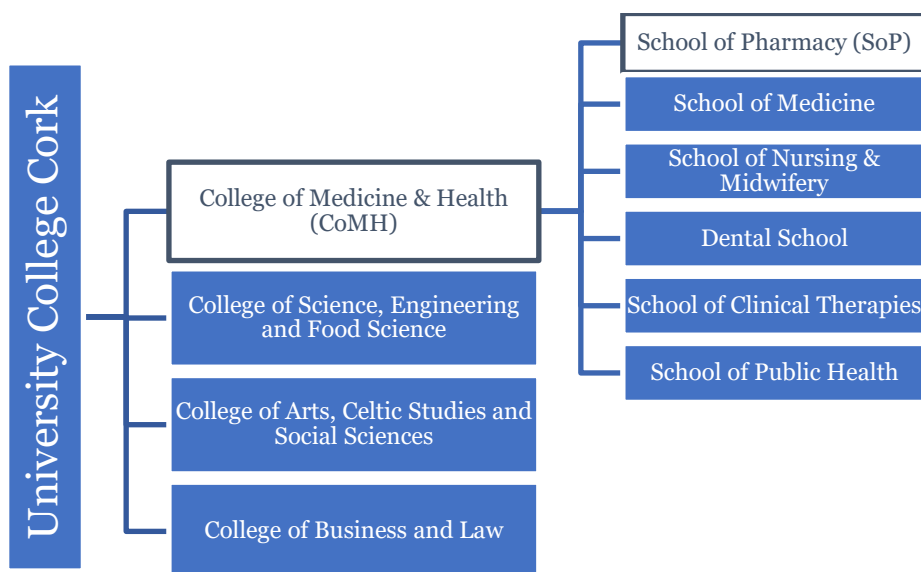 University College Cork
College of Medicine & Health
(CoMH)
College of Science, Engineering
and Food Science
College of Arts, Celtic Studies and
Social Sciences
College of Business and Law
School of Pharmacy (SoP)
School of Medicine
School of Nursing &
Midwifery
Dental School
School of Clinical Therapies
School of Public Health